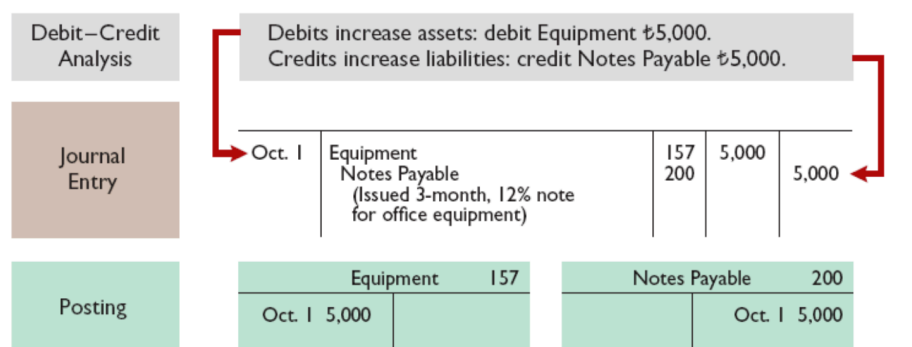 Debit–Credit
Analysis
Debits increase assets: debit Equipment ₺5,000.
Credits increase liabilities: credit Notes Payable ₺5,000.
Journal
Entry
Oct. 1 Equipment 157 5,000
Notes Payable 200 5,000
(Issued 3-month, 12% note
for office equipment)
Posting
Equipment 157
Oct. 1 5,000
Notes Payable 200
Oct. 1 5,000